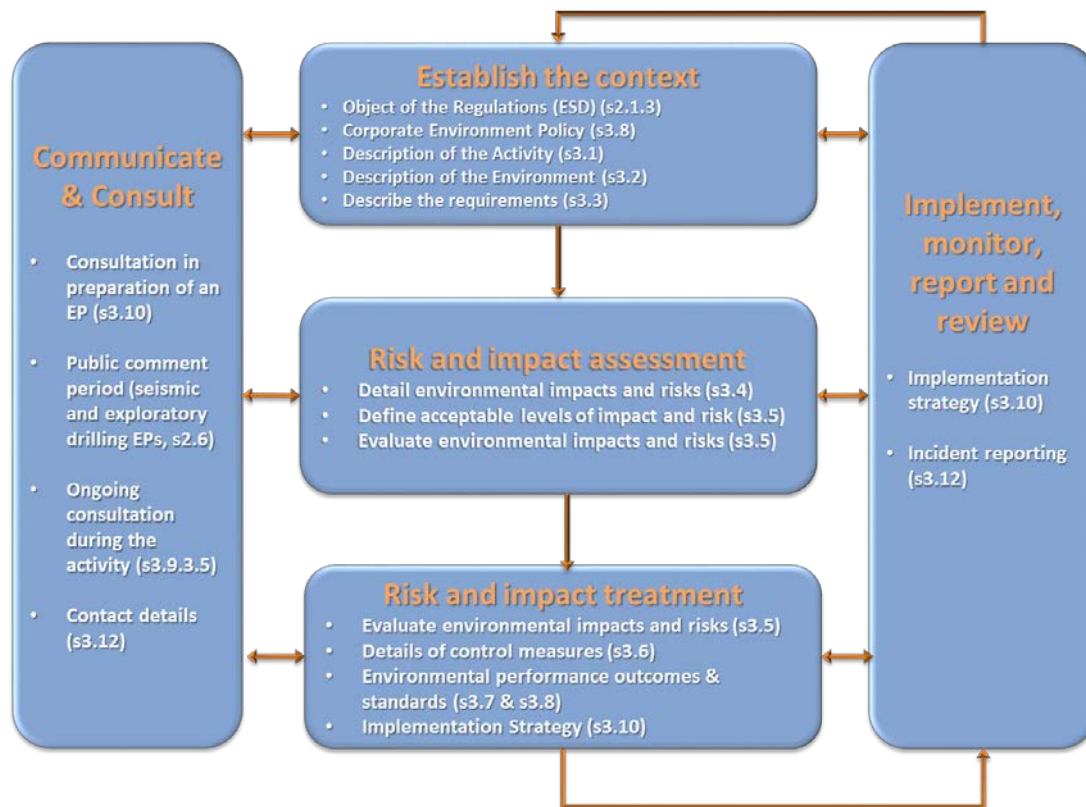 Communicate
& Consult
• Consultation in
preparation of an
EP (s3.10)
• Public comment
period (seismic
and exploratory
drilling EPs, s2.6)
• Ongoing
consultation
during the
activity (s3.9.3.5)
• Contact details
(s3.12)
Establish the context
• Object of the Regulations (ESD) (s2.1.3)
• Corporate Environment Policy (s3.8)
• Description of the Activity (s3.1)
• Description of the Environment (s3.2)
• Describe the requirements (s3.3)
Risk and impact assessment
• Detail environmental impacts and risks (s3.4)
• Define acceptable levels of impact and risk (s3.5)
• Evaluate environmental impacts and risks (s3.5)
Risk and impact treatment
• Evaluate environmental impacts and risks (s3.5)
• Details of control measures (s3.6)
• Environmental performance outcomes &
standards (s3.7 & s3.8)
• Implementation Strategy (s3.10)
Implement,
monitor,
report and
review
• Implementation
strategy (s3.10)
• Incident reporting
(s3.12)